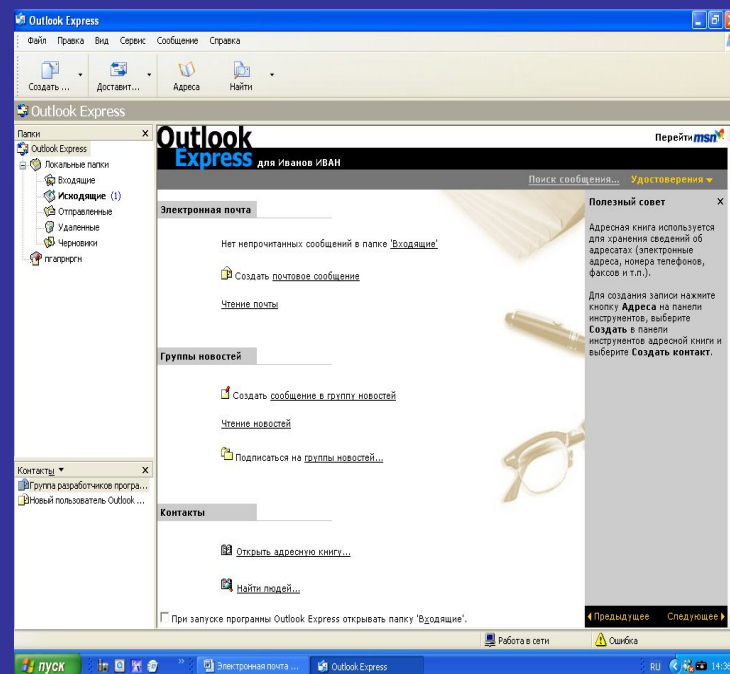 Outlook Express
Файл Правка Вид Сервис Сообщение Справка
Создать ... Доставит... Адреса Найти
Outlook Express
Папки x
Outlook Express
Локальные папки
Входящие
Исходящие (1)
Отправленные
Удаленные
Черновики
пгапрнргн
Контакты x
Группа разработчиков програ...
Новый пользователь Outlook ...
Outlook
Express для Иванов ИВАН
Перейти msn
Поиск сообщения... Удостоверения
Электронная почта
Нет непрочитанных сообщений в папке 'Входящие'
Создать почтовое сообщение
Чтение почты
Группы новостей
Создать сообщение в группу новостей
Чтение новостей
Подписаться на группы новостей...
Контакты
Открыть адресную книгу...
Найти людей...
При запуске программы Outlook Express открывать папку 'Входящие'.
Полезный совет x
Адресная книга используется
для хранения сведений об
адресатах (электронные
адреса, номера телефонов,
факсов и т.п.).
Для создания записи нажмите
кнопку Адреса на панели
инструментов, выберите
Создать в панели
инструментов адресной книги и
выберите Создать контакт.
Предыдущее Следующее
Работа в сети Ошибка
пуск Электронная почта ... Outlook Express RU 14:36